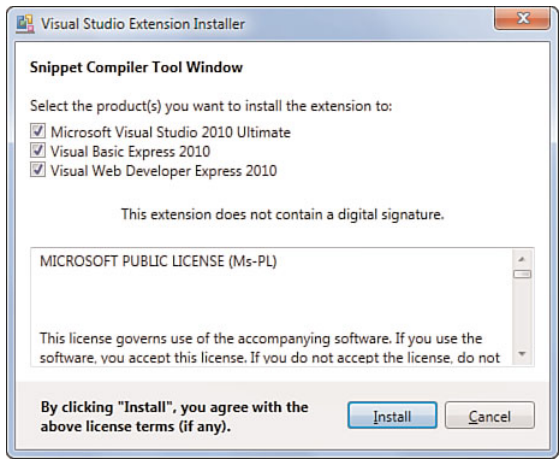 Visual Studio Extension Installer
Snippet Compiler Tool Window
Select the product(s) you want to install the extension to:
Microsoft Visual Studio 2010 Ultimate
Visual Basic Express 2010
Visual Web Developer Express 2010
This extension does not contain a digital signature.
MICROSOFT PUBLIC LICENSE (Ms-PL)
This license governs use of the accompanying software. If you use the
software, you accept this license. If you do not accept the license, do not
By clicking "Install", you agree with the
above license terms (if any).
Install
Cancel